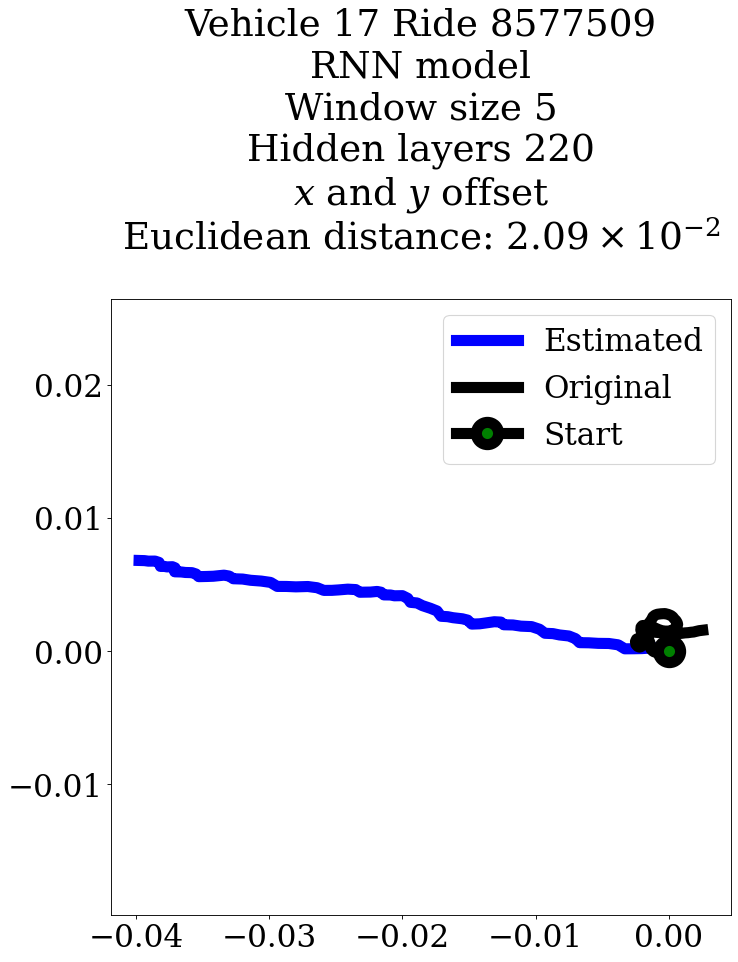 Vehicle 17 Ride 8577509
RNN model
Window size 5
Hidden layers 220
x and y offset
Euclidean distance: 2.09 × 10⁻²
Estimated
Original
Start
0.02
0.01
0.00
−0.01
−0.04 −0.03 −0.02 −0.01 0.00